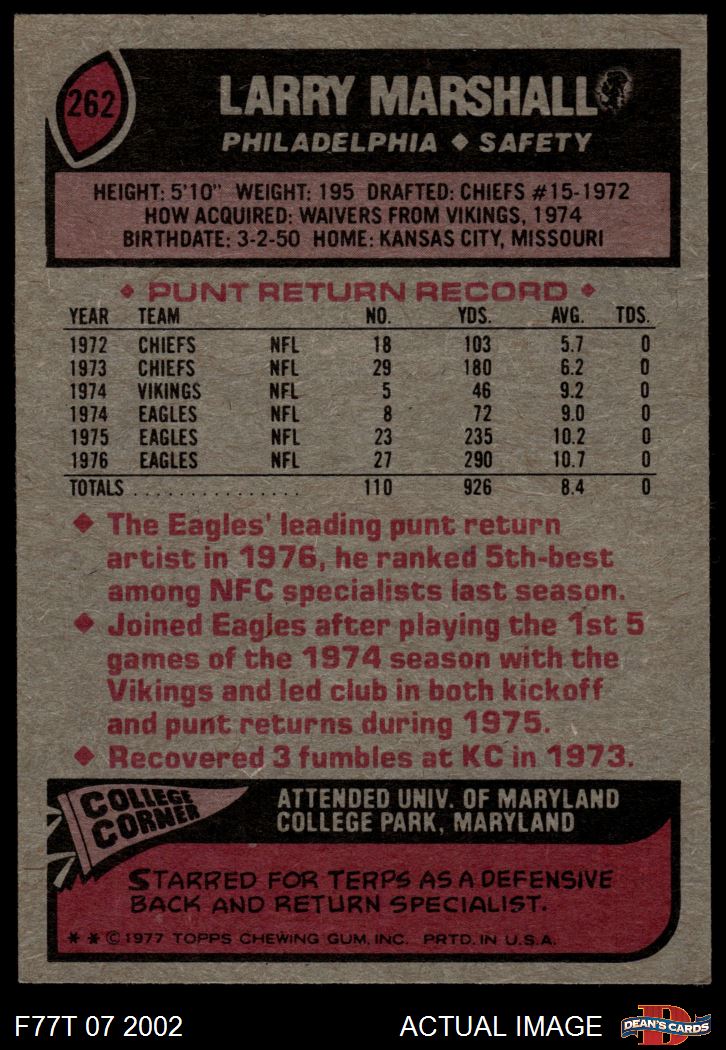 262
LARRY MARSHALL
PHILADELPHIA ◆ SAFETY
HEIGHT: 5'10" WEIGHT: 195 DRAFTED: CHIEFS #15-1972
HOW ACQUIRED: WAIVERS FROM VIKINGS, 1974
BIRTHDATE: 3-2-50 HOME: KANSAS CITY, MISSOURI
◆ PUNT RETURN RECORD ◆
YEAR TEAM NO. YDS. AVG. TDS.
1972 CHIEFS NFL 18 103 5.7 0
1973 CHIEFS NFL 29 180 6.2 0
1974 VIKINGS NFL 5 46 9.2 0
1974 EAGLES NFL 8 72 9.0 0
1975 EAGLES NFL 23 235 10.2 0
1976 EAGLES NFL 27 290 10.7 0
TOTALS . . . . . . . . . . . . . . . . 110 926 8.4 0
◆ The Eagles' leading punt return
artist in 1976, he ranked 5th-best
among NFC specialists last season.
◆ Joined Eagles after playing the 1st 5
games of the 1974 season with the
Vikings and led club in both kickoff
and punt returns during 1975.
◆ Recovered 3 fumbles at KC in 1973.
COLLEGE
CORNER
ATTENDED UNIV. OF MARYLAND
COLLEGE PARK, MARYLAND
STARRED FOR TERPS AS A DEFENSIVE
BACK AND RETURN SPECIALIST.
* * © 1977 TOPPS CHEWING GUM, INC. PRTD. IN U.S.A.
F77T 07 2002
ACTUAL IMAGE
D
DEAN'S CARDS